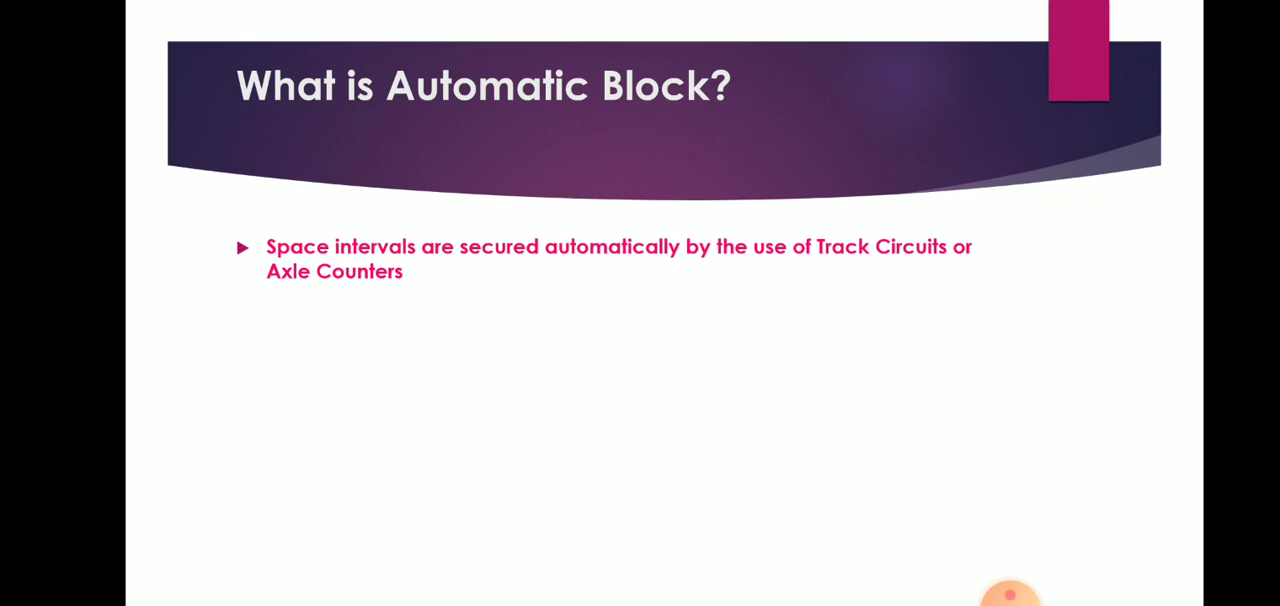 What is Automatic Block?
Space intervals are secured automatically by the use of Track Circuits or
Axle Counters